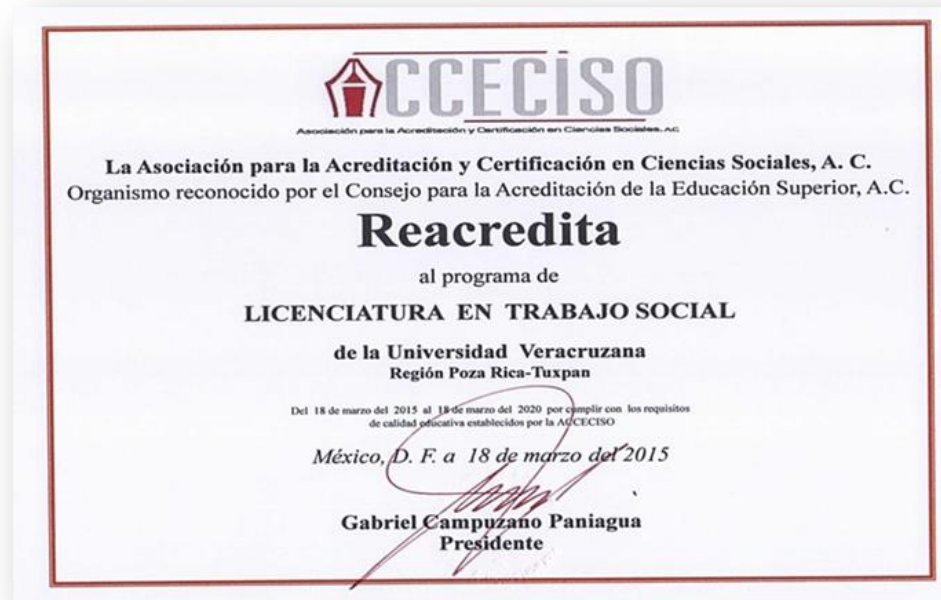 ACCECISO
Asociación para la Acreditación y Certificación en Ciencias Sociales, AC
La Asociación para la Acreditación y Certificación en Ciencias Sociales, A. C.
Organismo reconocido por el Consejo para la Acreditación de la Educación Superior, A.C.
Reacredita
al programa de
LICENCIATURA EN TRABAJO SOCIAL
de la Universidad Veracruzana
Región Poza Rica-Tuxpan
Del 18 de marzo del 2015 al 18 de marzo del 2020 por cumplir con los requisitos
de calidad educativa establecidos por la ACCECISO
México, D. F. a 18 de marzo del 2015
Gabriel Campuzano Paniagua
Presidente